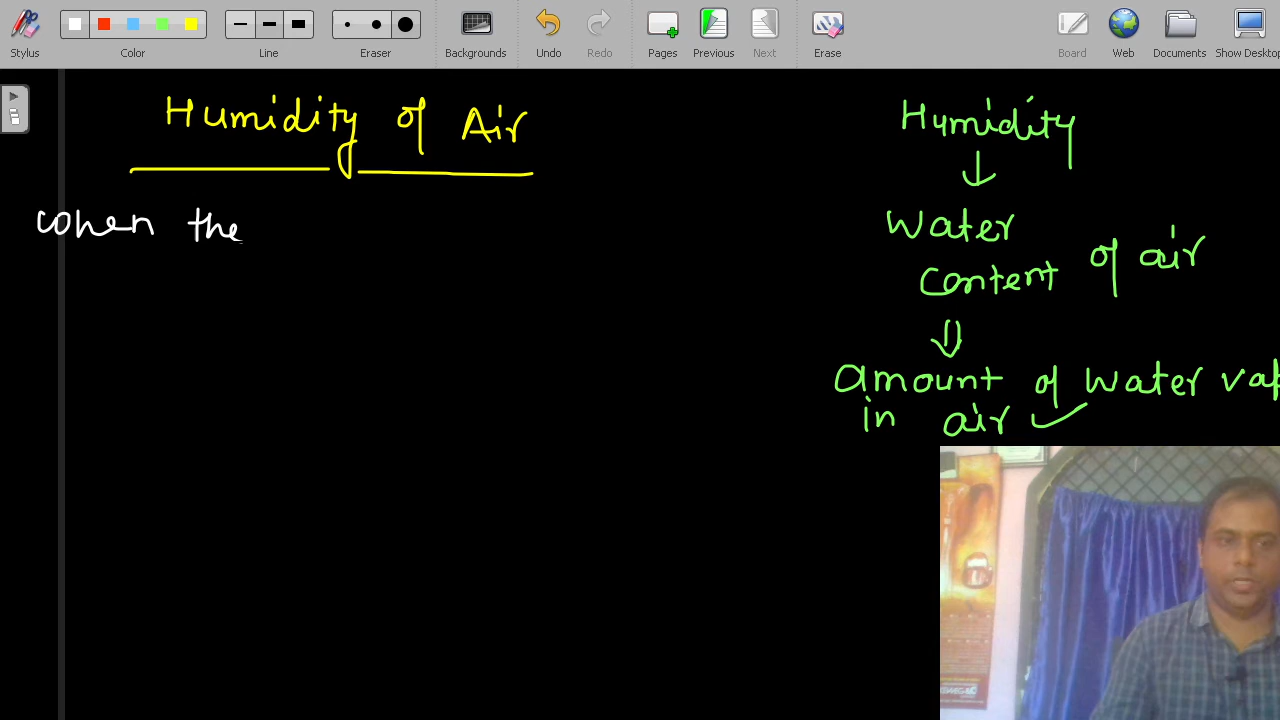 Stylus
Color
Line
Eraser
Backgrounds
Undo
Redo
Pages
Previous
Next
Erase
Board
Web
Documents
Show Desktop
Humidity of Air
when the
Humidity
↓
Water
content of air
⇓
amount of water vap
in air ✓